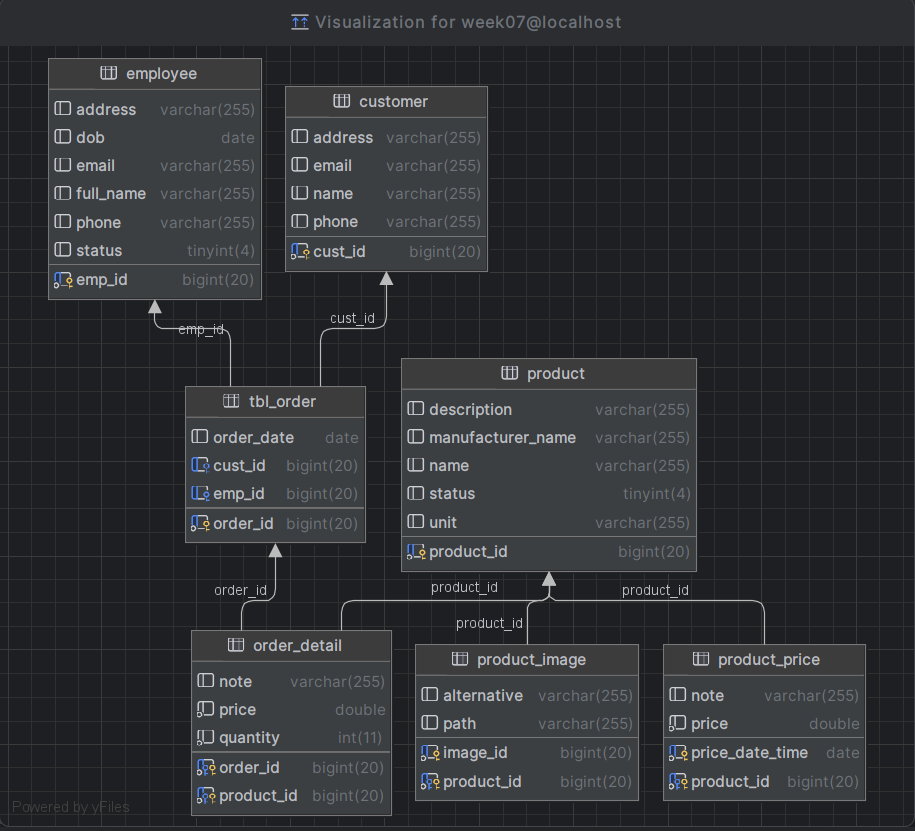 Visualization for week07@localhost
employee
address varchar(255)
dob date
email varchar(255)
full_name varchar(255)
phone varchar(255)
status tinyint(4)
emp_id bigint(20)
customer
address varchar(255)
email varchar(255)
name varchar(255)
phone varchar(255)
cust_id bigint(20)
emp_id
cust_id
tbl_order
order_date date
cust_id bigint(20)
emp_id bigint(20)
order_id bigint(20)
product
description varchar(255)
manufacturer_name varchar(255)
name varchar(255)
status tinyint(4)
unit varchar(255)
product_id bigint(20)
order_id
product_id
product_id
product_id
order_detail
note varchar(255)
price double
quantity int(11)
order_id bigint(20)
product_id bigint(20)
product_image
alternative varchar(255)
path varchar(255)
image_id bigint(20)
product_id bigint(20)
product_price
note varchar(255)
price double
price_date_time date
product_id bigint(20)
Powered by yFiles